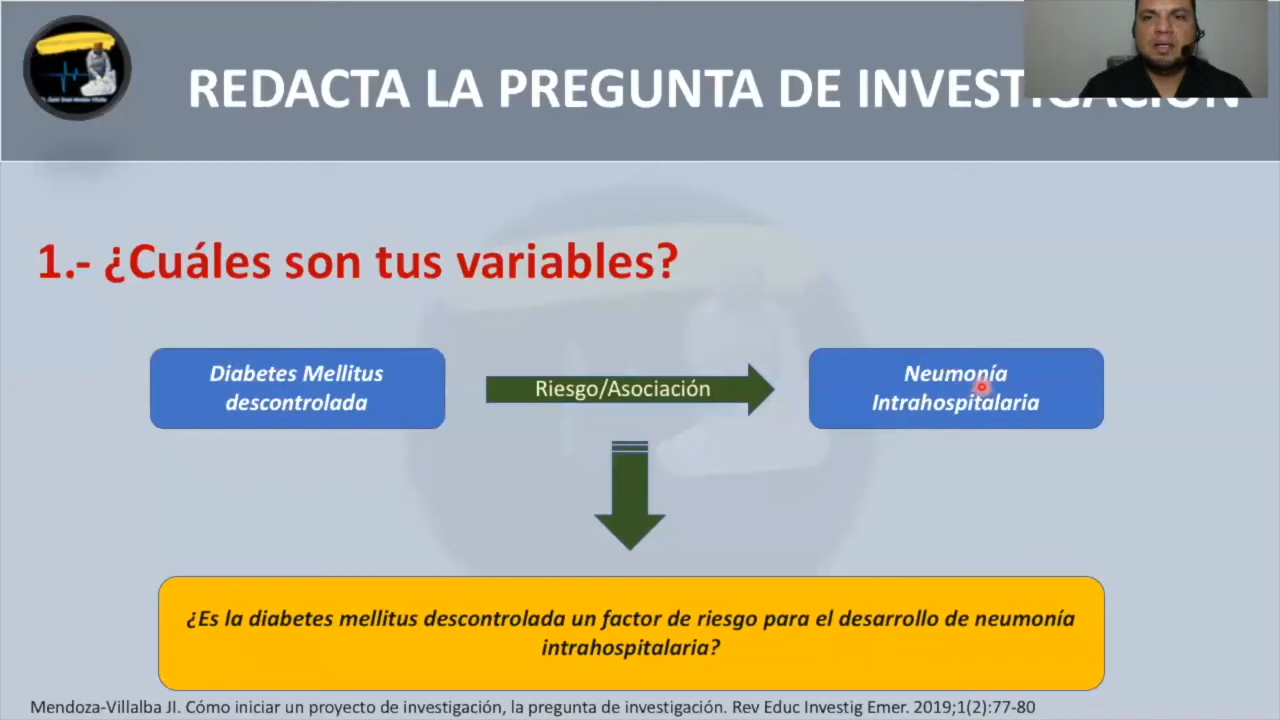 REDACTA LA PREGUNTA DE INVESTIGACIÓN
1.- ¿Cuáles son tus variables?
Diabetes Mellitus
descontrolada
Riesgo/Asociación
Neumonía
Intrahospitalaria
¿Es la diabetes mellitus descontrolada un factor de riesgo para el desarrollo de neumonía
intrahospitalaria?
Mendoza-Villalba JI. Cómo iniciar un proyecto de investigación, la pregunta de investigación. Rev Educ Investig Emer. 2019;1(2):77-80